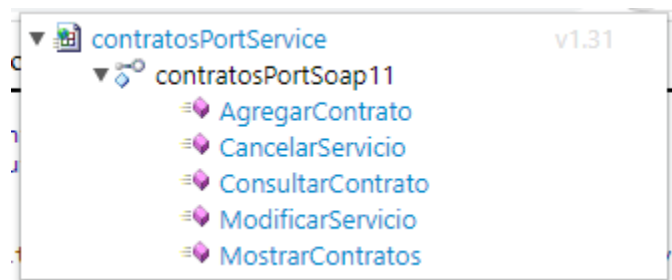 contratosPortService v1.31
contratosPortSoap11
AgregarContrato
CancelarServicio
ConsultarContrato
ModificarServicio
MostrarContratos